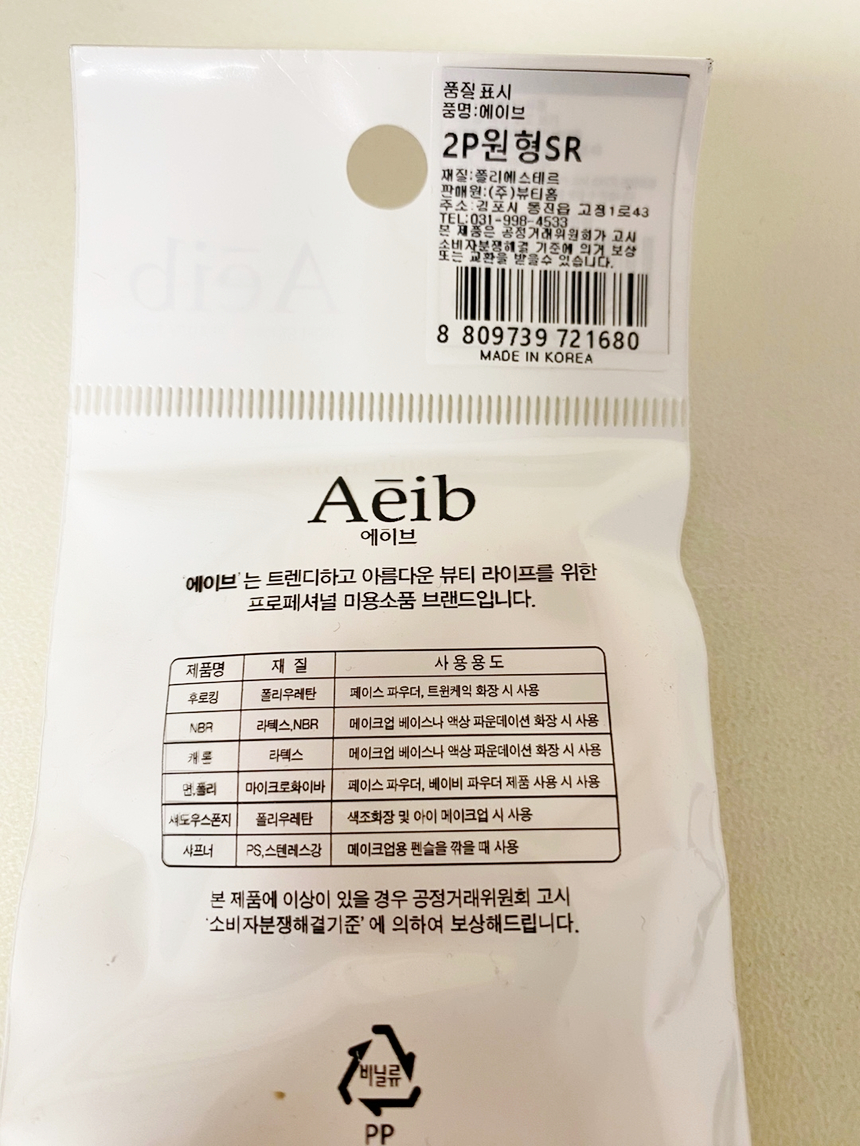 품질표시
품명:에이브
2P원형SR
재질:폴리에스테르
판매원:(주)뷰티홈
주소:김포시 통진읍 고정1로43
TEL:031-998-4533
본 제품은 공정거래위원회가 고시
소비자분쟁해결 기준에 의거 보상
또는 교환을 받을수 있습니다.
8 809739 721680
MADE IN KOREA
Aēib
에이브
'에이브'는 트렌디하고 아름다운 뷰티 라이프를 위한
프로페셔널 미용소품 브랜드입니다.
제품명 재 질 사용용도
후로킹 폴리우레탄 페이스 파우더, 트윈케익 화장 시 사용
NBR 라텍스,NBR 메이크업 베이스나 액상 파운데이션 화장 시 사용
캐론 라텍스 메이크업 베이스나 액상 파운데이션 화장 시 사용
면,폴리 마이크로화이바 페이스 파우더, 베이비 파우더 제품 사용 시 사용
섀도우스폰지 폴리우레탄 색조화장 및 아이 메이크업 시 사용
샤프너 PS,스텐레스강 메이크업용 펜슬을 깎을 때 사용
본 제품에 이상이 있을 경우 공정거래위원회 고시
'소비자분쟁해결기준'에 의하여 보상해드립니다.
비닐류
PP